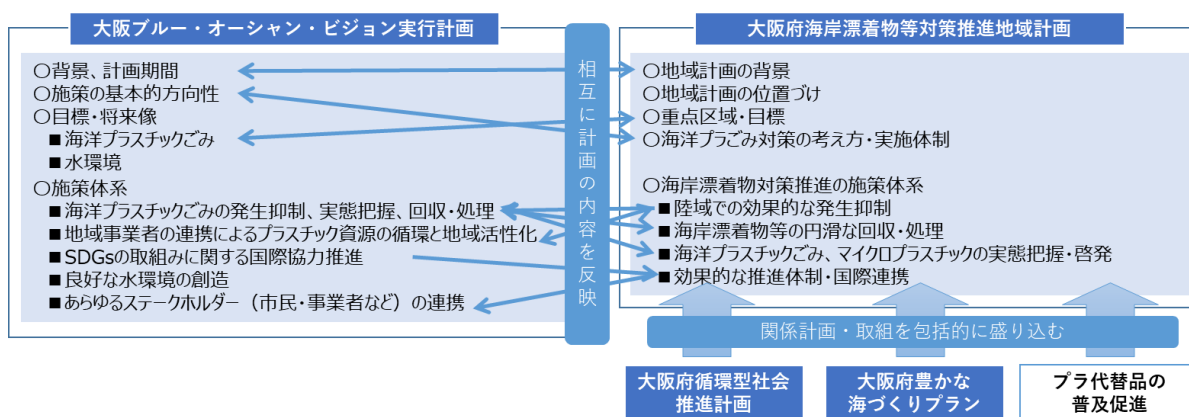 大阪ブルー・オーシャン・ビジョン実行計画
〇背景、計画期間
〇施策の基本的方向性
〇目標・将来像
■海洋プラスチックごみ
■水環境
〇施策体系
■海洋プラスチックごみの発生抑制、実態把握、回収・処理
■地域事業者の連携によるプラスチック資源の循環と地域活性化
■SDGsの取組みに関する国際協力推進
■良好な水環境の創造
■あらゆるステークホルダー（市民・事業者など）の連携
相互に計画の内容を反映
大阪府海岸漂着物等対策推進地域計画
〇地域計画の背景
〇地域計画の位置づけ
〇重点区域・目標
〇海洋プラごみ対策の考え方・実施体制
〇海岸漂着物対策推進の施策体系
■陸域での効果的な発生抑制
■海岸漂着物等の円滑な回収・処理
■海洋プラスチックごみ、マイクロプラスチックの実態把握・啓発
■効果的な推進体制・国際連携
関係計画・取組を包括的に盛り込む
大阪府循環型社会
推進計画
大阪府豊かな
海づくりプラン
プラ代替品の
普及促進